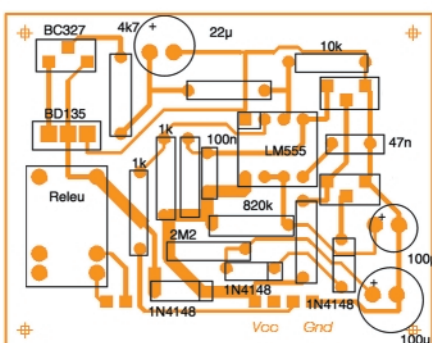 BC327
4k7
+
22µ
10k
BD135
1k
100n
LM555
47n
1k
Releu
820k
+
2M2
100µ
+
1N4148
1N4148
1N4148
Vcc Gnd
100µ